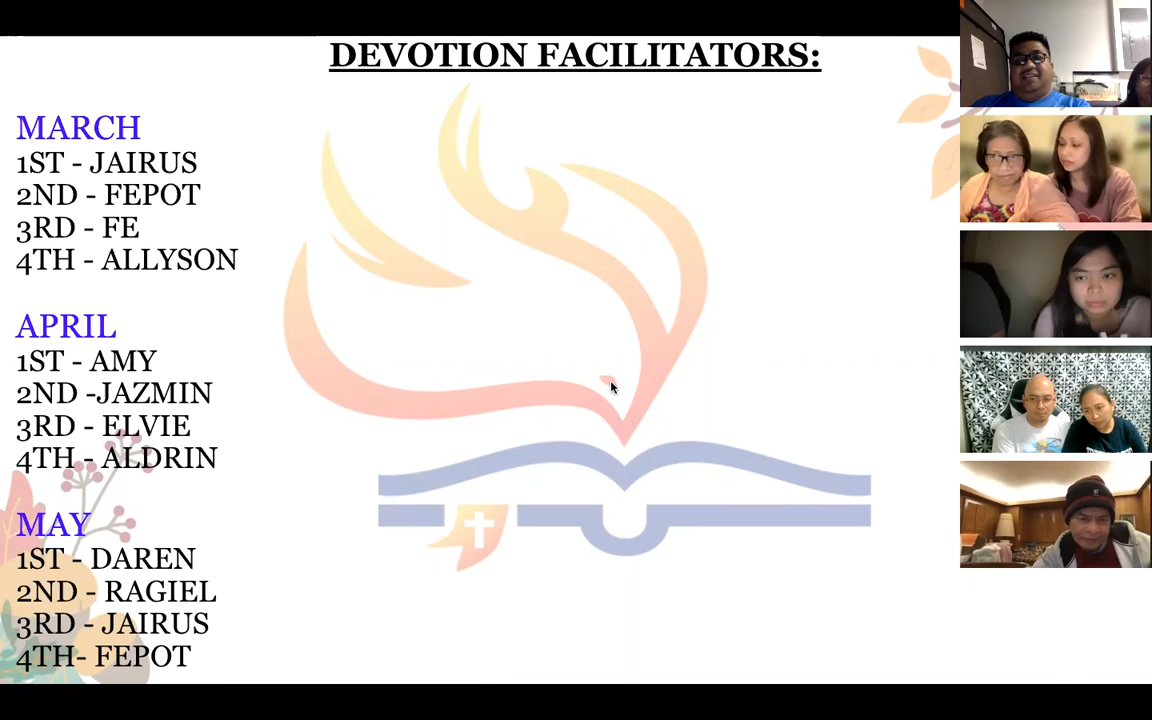 DEVOTION FACILITATORS:
MARCH
1ST - JAIRUS
2ND - FEPOT
3RD - FE
4TH - ALLYSON
APRIL
1ST - AMY
2ND -JAZMIN
3RD - ELVIE
4TH - ALDRIN
MAY
1ST - DAREN
2ND - RAGIEL
3RD - JAIRUS
4TH- FEPOT